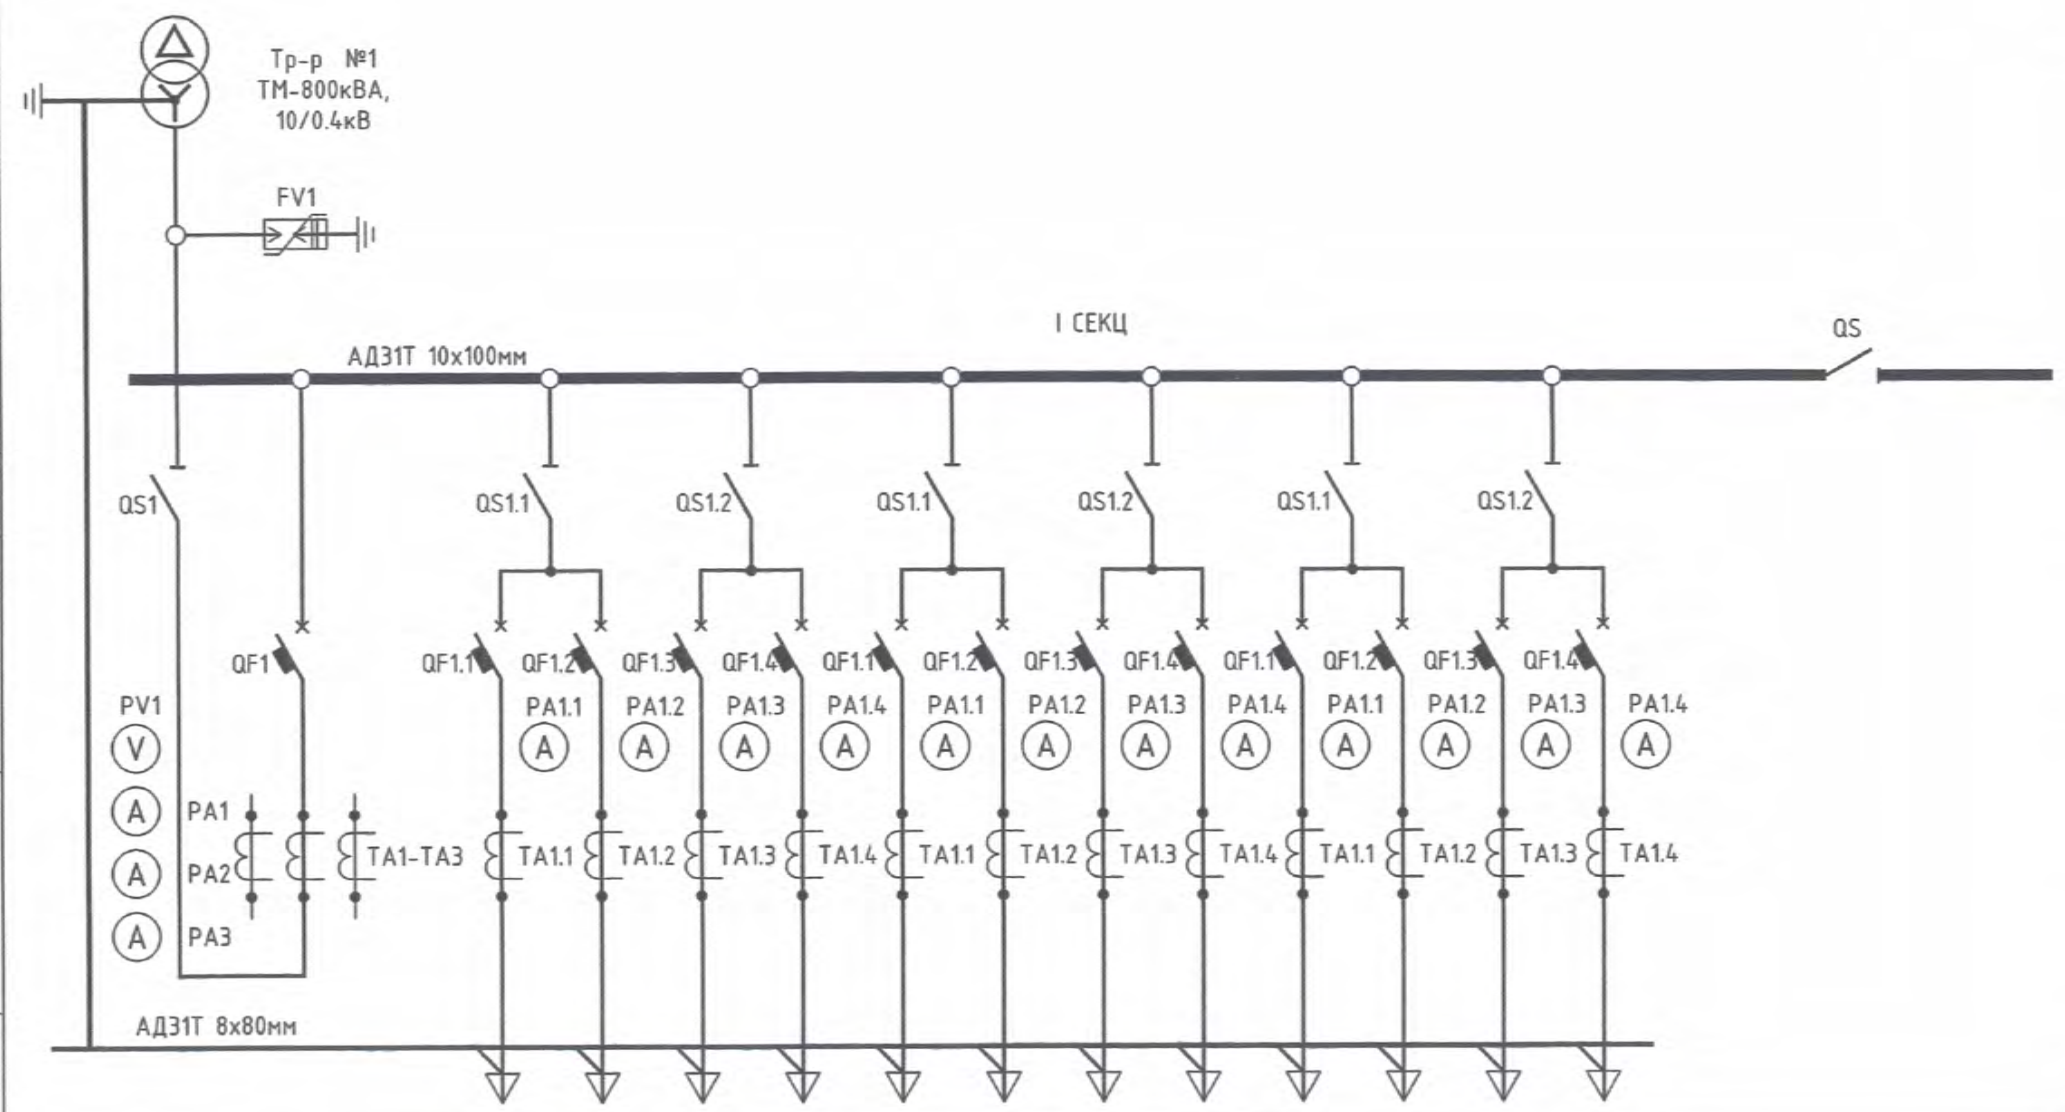 Тр-р №1
ТМ-800кВА,
10/0.4кВ
FV1
I СЕКЦ
QS
АД31Т 10х100мм
QS1
QS1.1
QS1.2
QS1.1
QS1.2
QS1.1
QS1.2
QF1
QF1.1
QF1.2
QF1.3
QF1.4
QF1.1
QF1.2
QF1.3
QF1.4
QF1.1
QF1.2
QF1.3
QF1.4
PV1
V
PA1.1
PA1.2
PA1.3
PA1.4
PA1.1
PA1.2
PA1.3
PA1.4
PA1.1
PA1.2
PA1.3
PA1.4
A
A
A
A
A
A
A
A
A
A
A
A
A PA1
A PA2
A PA3
TA1-TA3
TA1.1
TA1.2
TA1.3
TA1.4
TA1.1
TA1.2
TA1.3
TA1.4
TA1.1
TA1.2
TA1.3
TA1.4
АД31Т 8х80мм